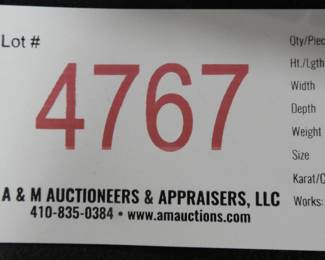 Lot #
4767
A & M AUCTIONEERS & APPRAISERS, LLC
410-835-0384 • www.amauctions.com
Qty/Piec
Ht./Lgth
Width
Depth
Weight
Size
Karat/C
Works: